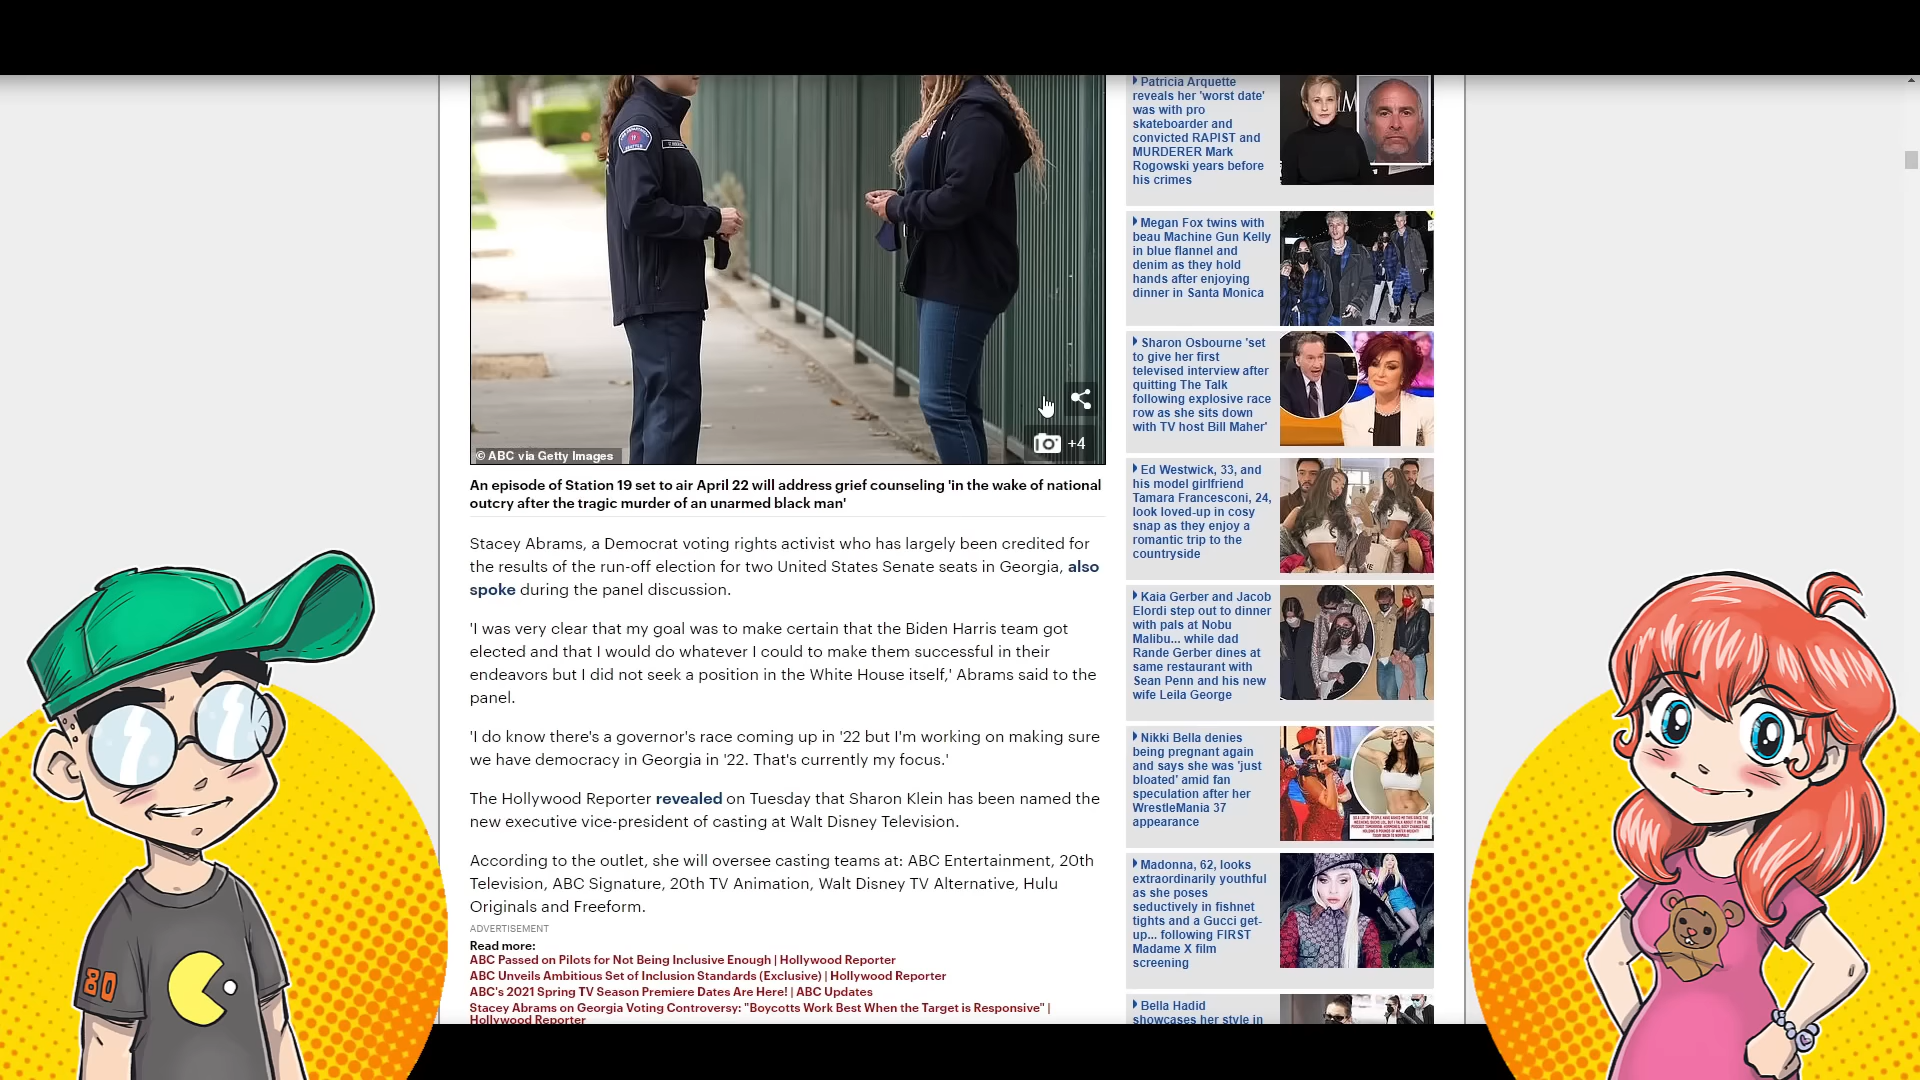 © ABC via Getty Images
+4
An episode of Station 19 set to air April 22 will address grief counseling 'in the wake of national
outcry after the tragic murder of an unarmed black man'
Stacey Abrams, a Democrat voting rights activist who has largely been credited for
the results of the run-off election for two United States Senate seats in Georgia, also
spoke during the panel discussion.
'I was very clear that my goal was to make certain that the Biden Harris team got
elected and that I would do whatever I could to make them successful in their
endeavors but I did not seek a position in the White House itself,' Abrams said to the
panel.
'I do know there's a governor's race coming up in '22 but I'm working on making sure
we have democracy in Georgia in '22. That's currently my focus.'
The Hollywood Reporter revealed on Tuesday that Sharon Klein has been named the
new executive vice-president of casting at Walt Disney Television.
According to the outlet, she will oversee casting teams at: ABC Entertainment, 20th
Television, ABC Signature, 20th TV Animation, Walt Disney TV Alternative, Hulu
Originals and Freeform.
ADVERTISEMENT
Read more:
ABC Passed on Pilots for Not Being Inclusive Enough | Hollywood Reporter
ABC Unveils Ambitious Set of Inclusion Standards (Exclusive) | Hollywood Reporter
ABC's 2021 Spring TV Season Premiere Dates Are Here! | ABC Updates
Stacey Abrams on Georgia Voting Controversy: "Boycotts Work Best When the Target is Responsive" |
Hollywood Reporter
Patricia Arquette
reveals her 'worst date'
was with pro
skateboarder and
convicted RAPIST and
MURDERER Mark
Rogowski years before
his crimes
Megan Fox twins with
beau Machine Gun Kelly
in blue flannel and
denim as they hold
hands after enjoying
dinner in Santa Monica
Sharon Osbourne 'set
to give her first
televised interview after
quitting The Talk
following explosive race
row as she sits down
with TV host Bill Maher'
Ed Westwick, 33, and
his model girlfriend
Tamara Francesconi, 24,
look loved-up in cosy
snap as they enjoy a
romantic trip to the
countryside
Kaia Gerber and Jacob
Elordi step out to dinner
with pals at Nobu
Malibu... while dad
Rande Gerber dines at
same restaurant with
Sean Penn and his new
wife Leila George
Nikki Bella denies
being pregnant again
and says she was 'just
bloated' amid fan
speculation after her
WrestleMania 37
appearance
Madonna, 62, looks
extraordinarily youthful
as she poses
seductively in fishnet
tights and a Gucci get-
up... following FIRST
Madame X film
screening
Bella Hadid
showcases her style in
80